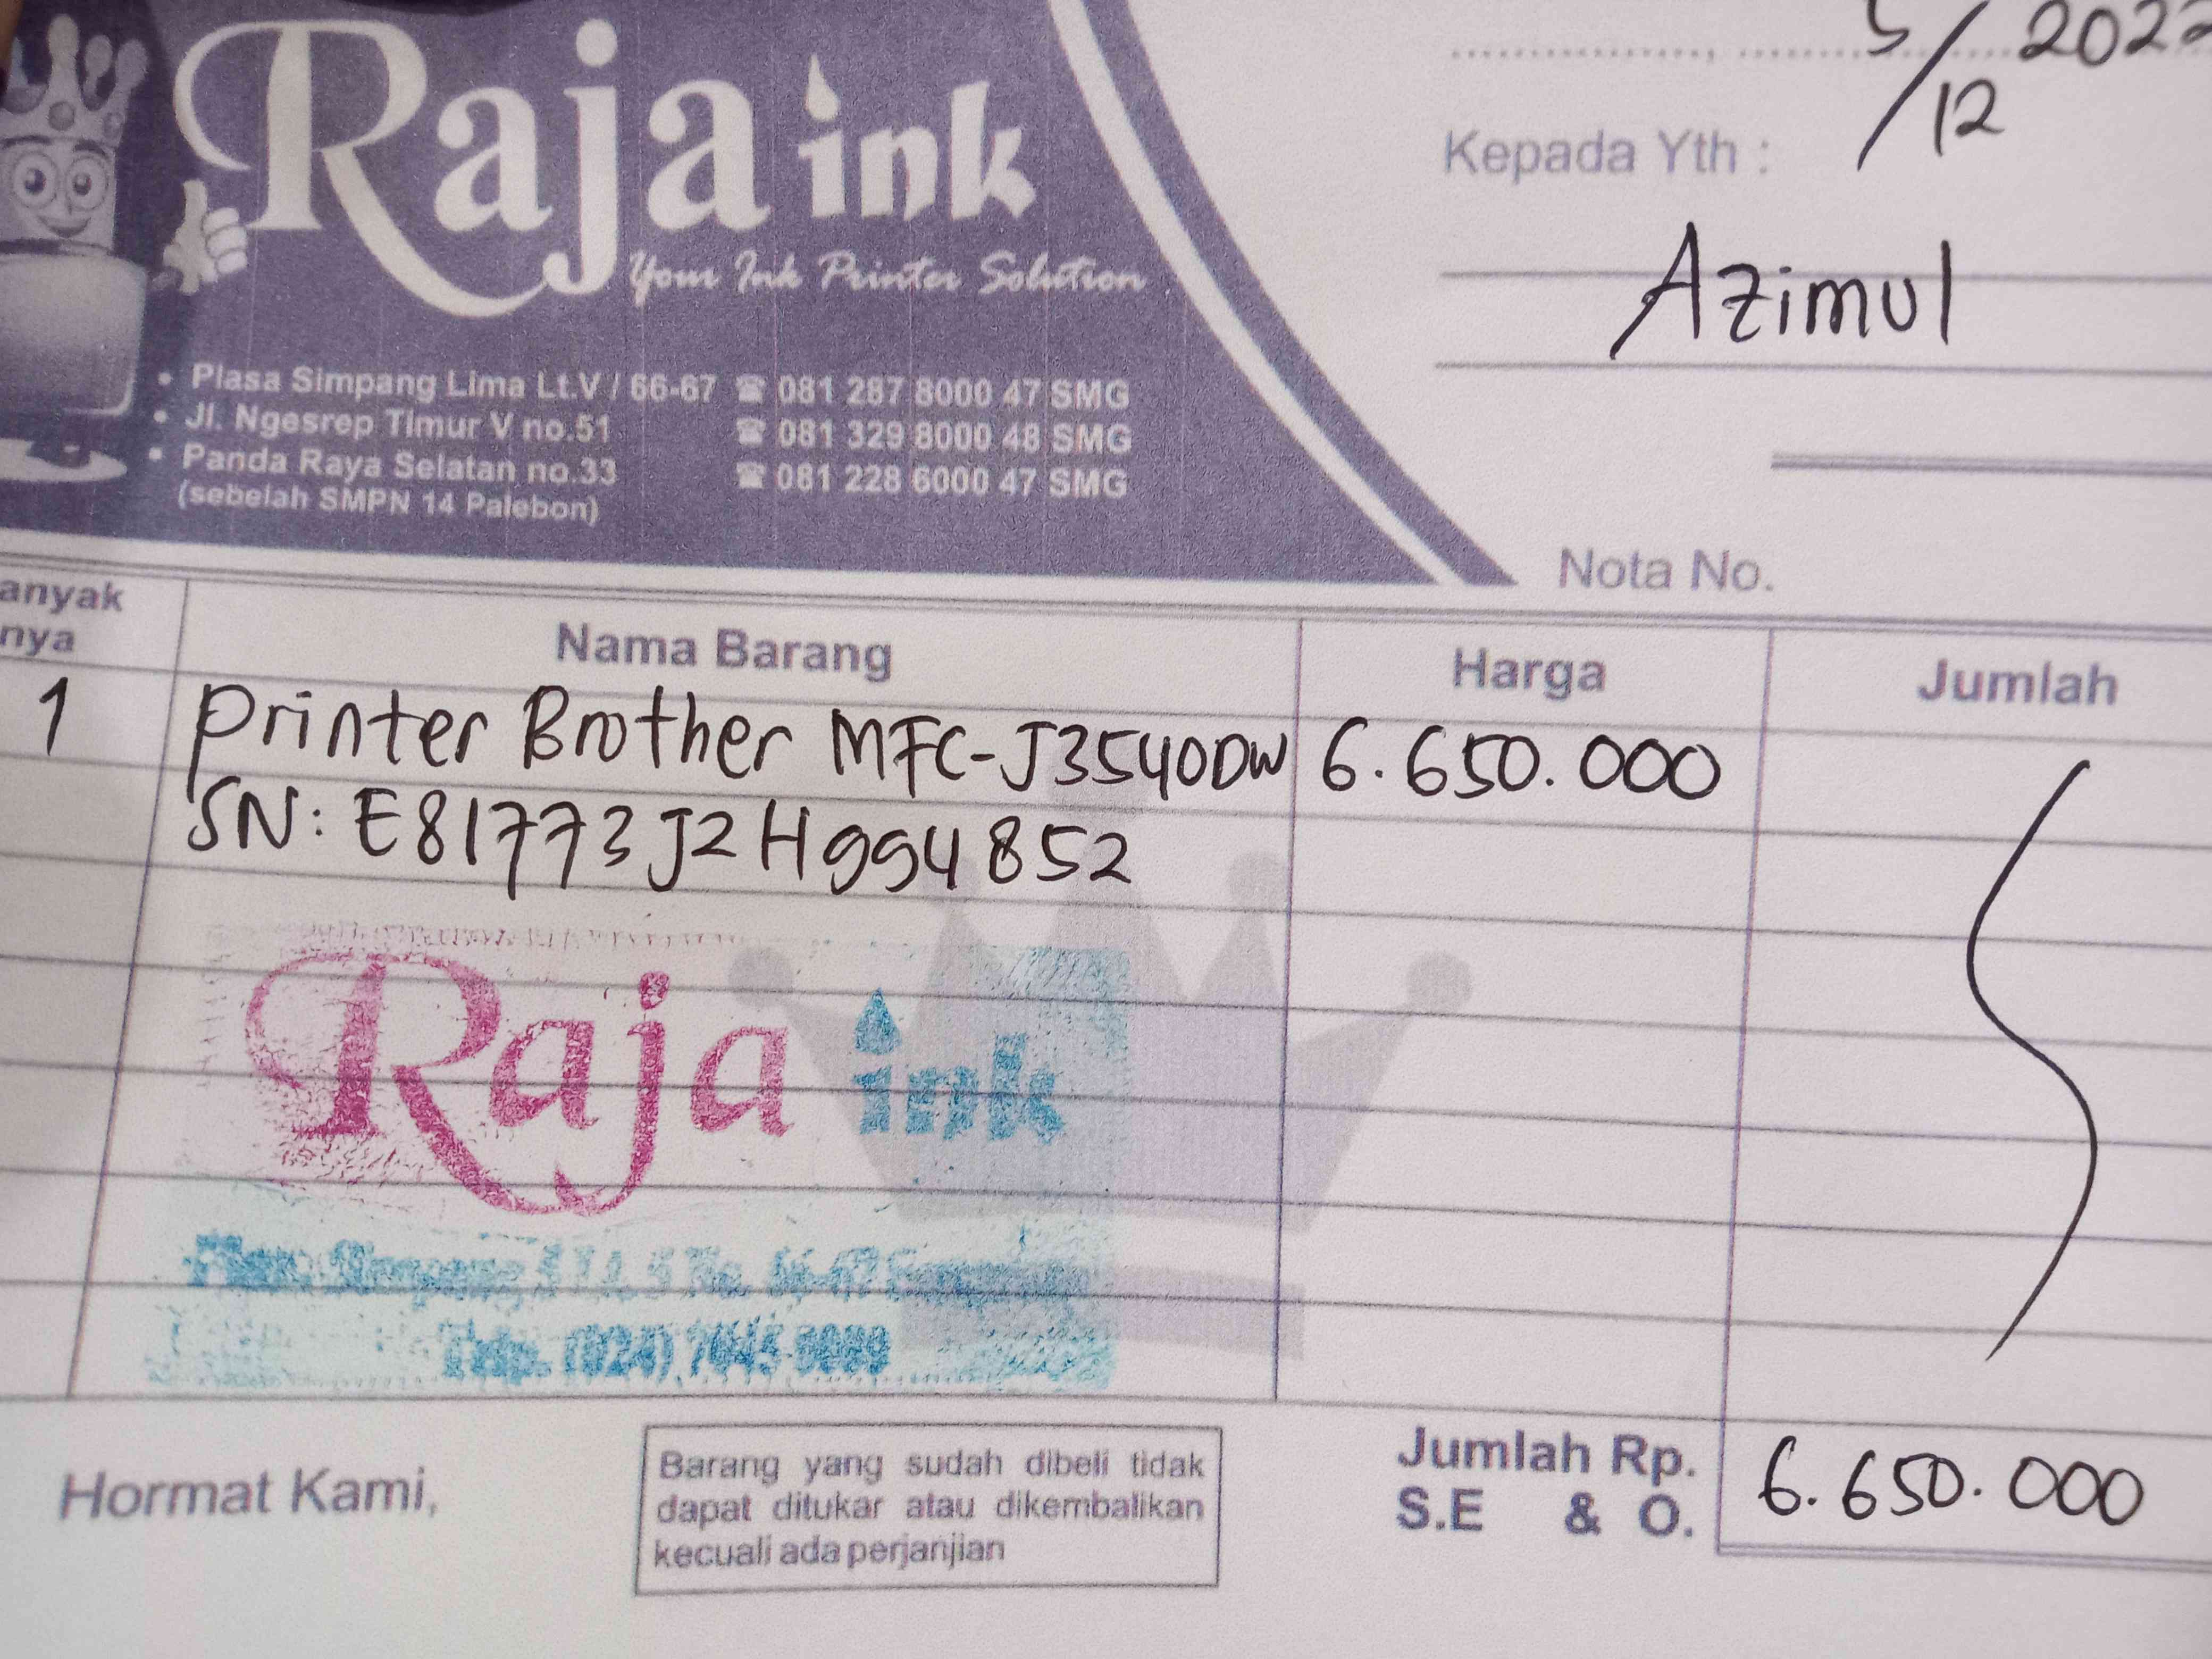 Raja ink
Your Ink Printer Solution
• Plasa Simpang Lima Lt.V / 66-67 ☎ 081 287 8000 47 SMG
• Jl. Ngesrep Timur V no.51 ☎ 081 329 8000 48 SMG
• Panda Raya Selatan no.33 ☎ 081 228 6000 47 SMG
(sebelah SMPN 14 Palebon)
5/12 2022
Kepada Yth :
Azimul
Nota No.
anyak
nya
Nama Barang
Harga
Jumlah
1 Printer Brother MFC-J3540DW 6.650.000
SN: E81773J2H994852
Raja ink
Simpang
Telp. (024)
Hormat Kami,
Barang yang sudah dibeli tidak
dapat ditukar atau dikembalikan
kecuali ada perjanjian
Jumlah Rp. 6.650.000
S.E & O.